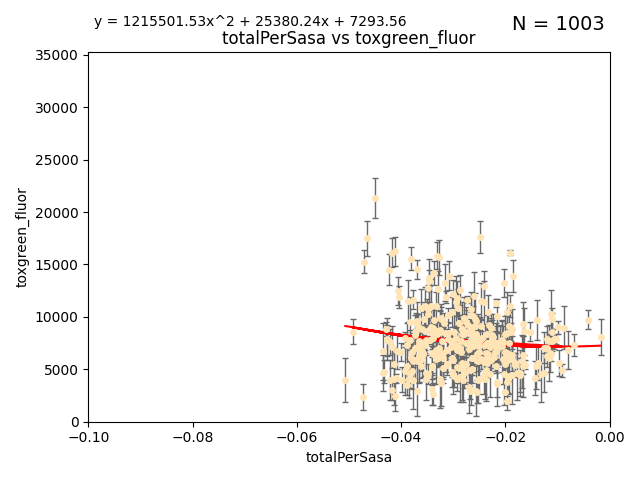 y = 1215501.53x^2 + 25380.24x + 7293.56
N = 1003
totalPerSasa vs toxgreen_fluor
toxgreen_fluor
35000
30000
25000
20000
15000
10000
5000
0
−0.10
−0.08
−0.06
−0.04
−0.02
0.00
totalPerSasa